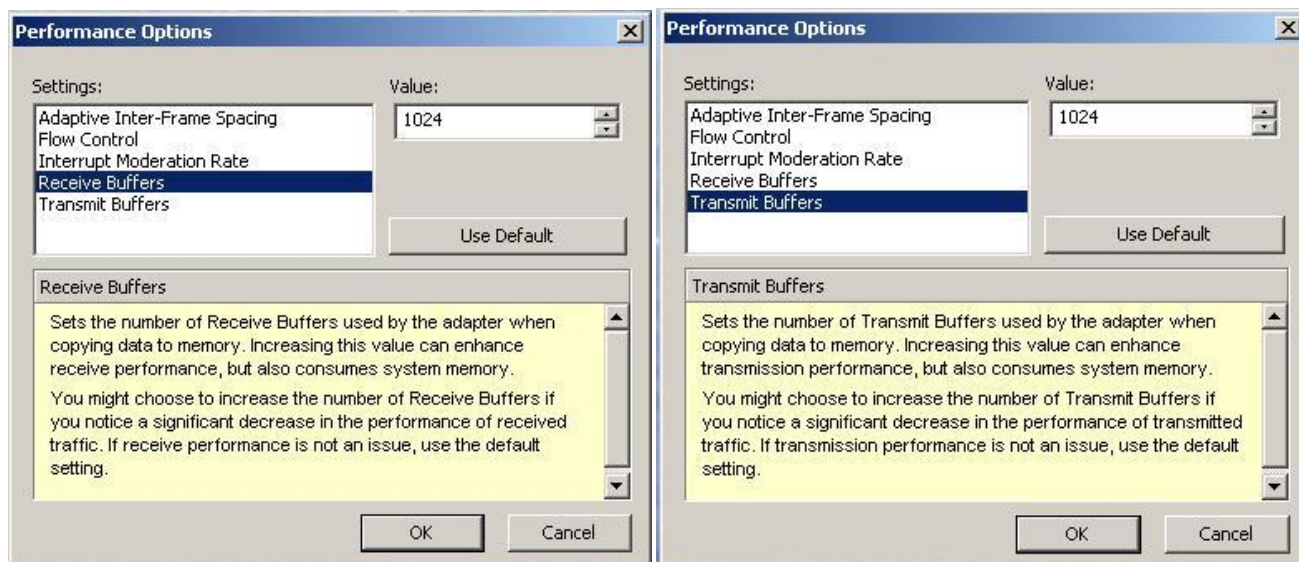 Performance Options
Settings:
Value:
Adaptive Inter-Frame Spacing
Flow Control
Interrupt Moderation Rate
Receive Buffers
Transmit Buffers
1024
Use Default
Receive Buffers
Sets the number of Receive Buffers used by the adapter when
copying data to memory. Increasing this value can enhance
receive performance, but also consumes system memory.
You might choose to increase the number of Receive Buffers if
you notice a significant decrease in the performance of received
traffic. If receive performance is not an issue, use the default
setting.
OK
Cancel
Performance Options
Settings:
Value:
Adaptive Inter-Frame Spacing
Flow Control
Interrupt Moderation Rate
Receive Buffers
Transmit Buffers
1024
Use Default
Transmit Buffers
Sets the number of Transmit Buffers used by the adapter when
copying data to memory. Increasing this value can enhance
transmission performance, but also consumes system memory.
You might choose to increase the number of Transmit Buffers if
you notice a significant decrease in the performance of transmitted
traffic. If transmission performance is not an issue, use the default
setting.
OK
Cancel